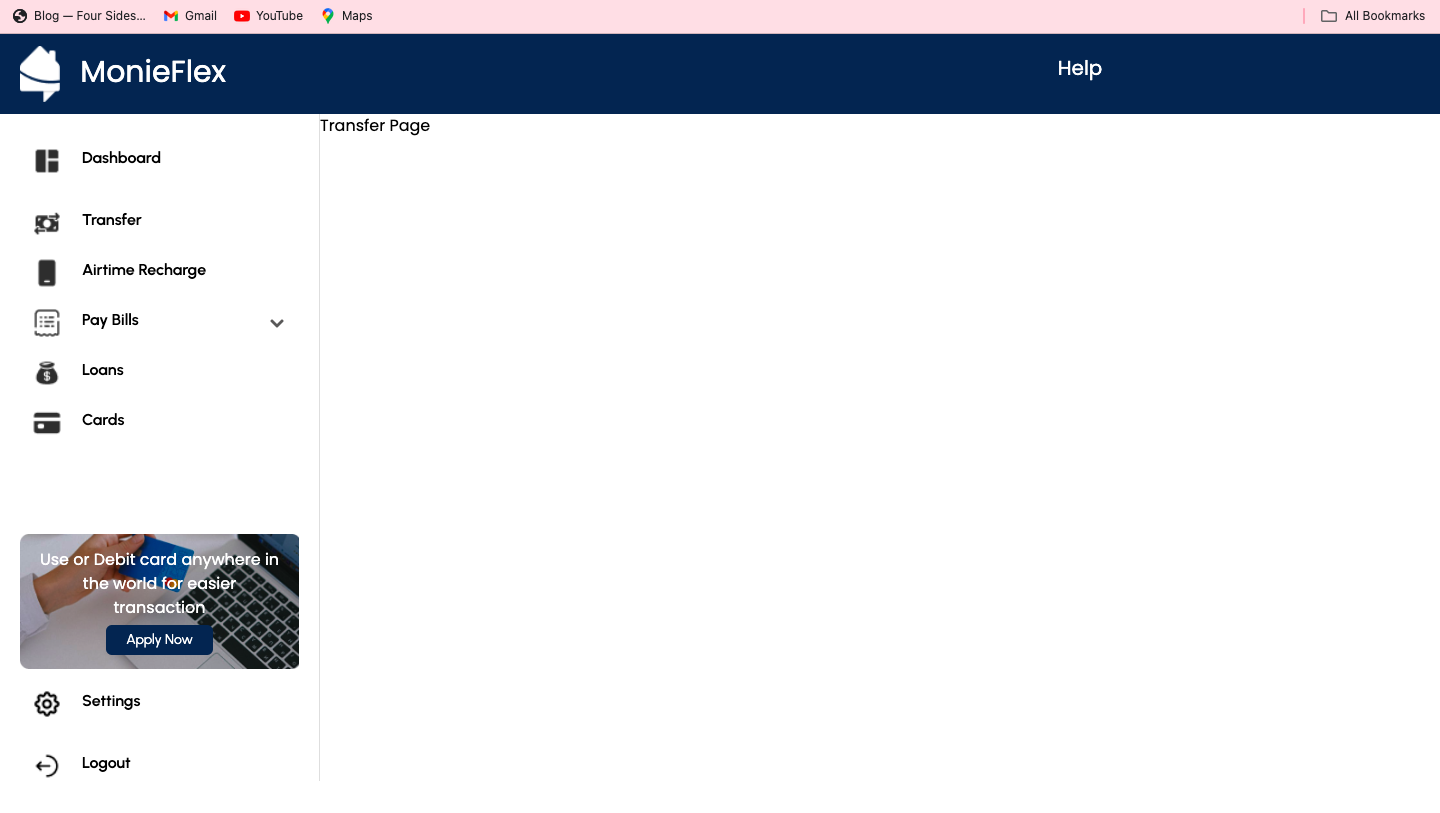 Blog — Four Sides...
Gmail
YouTube
Maps
All Bookmarks
MonieFlex
Help
Transfer Page
Dashboard
Transfer
Airtime Recharge
Pay Bills
Loans
$
Cards
Use or Debit card anywhere in
the world for easier
transaction
Apply Now
Settings
Logout